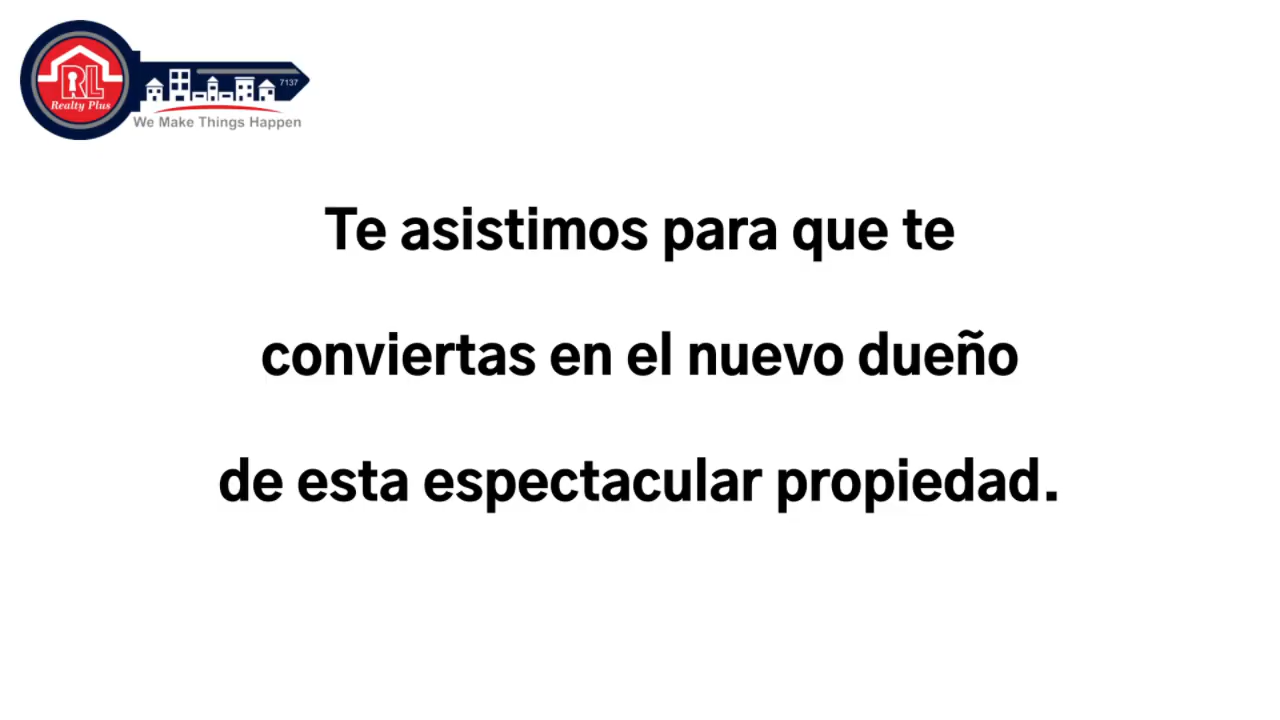 RL
Realty Plus
7137
We Make Things Happen
Te asistimos para que te
conviertas en el nuevo dueño
de esta espectacular propiedad.